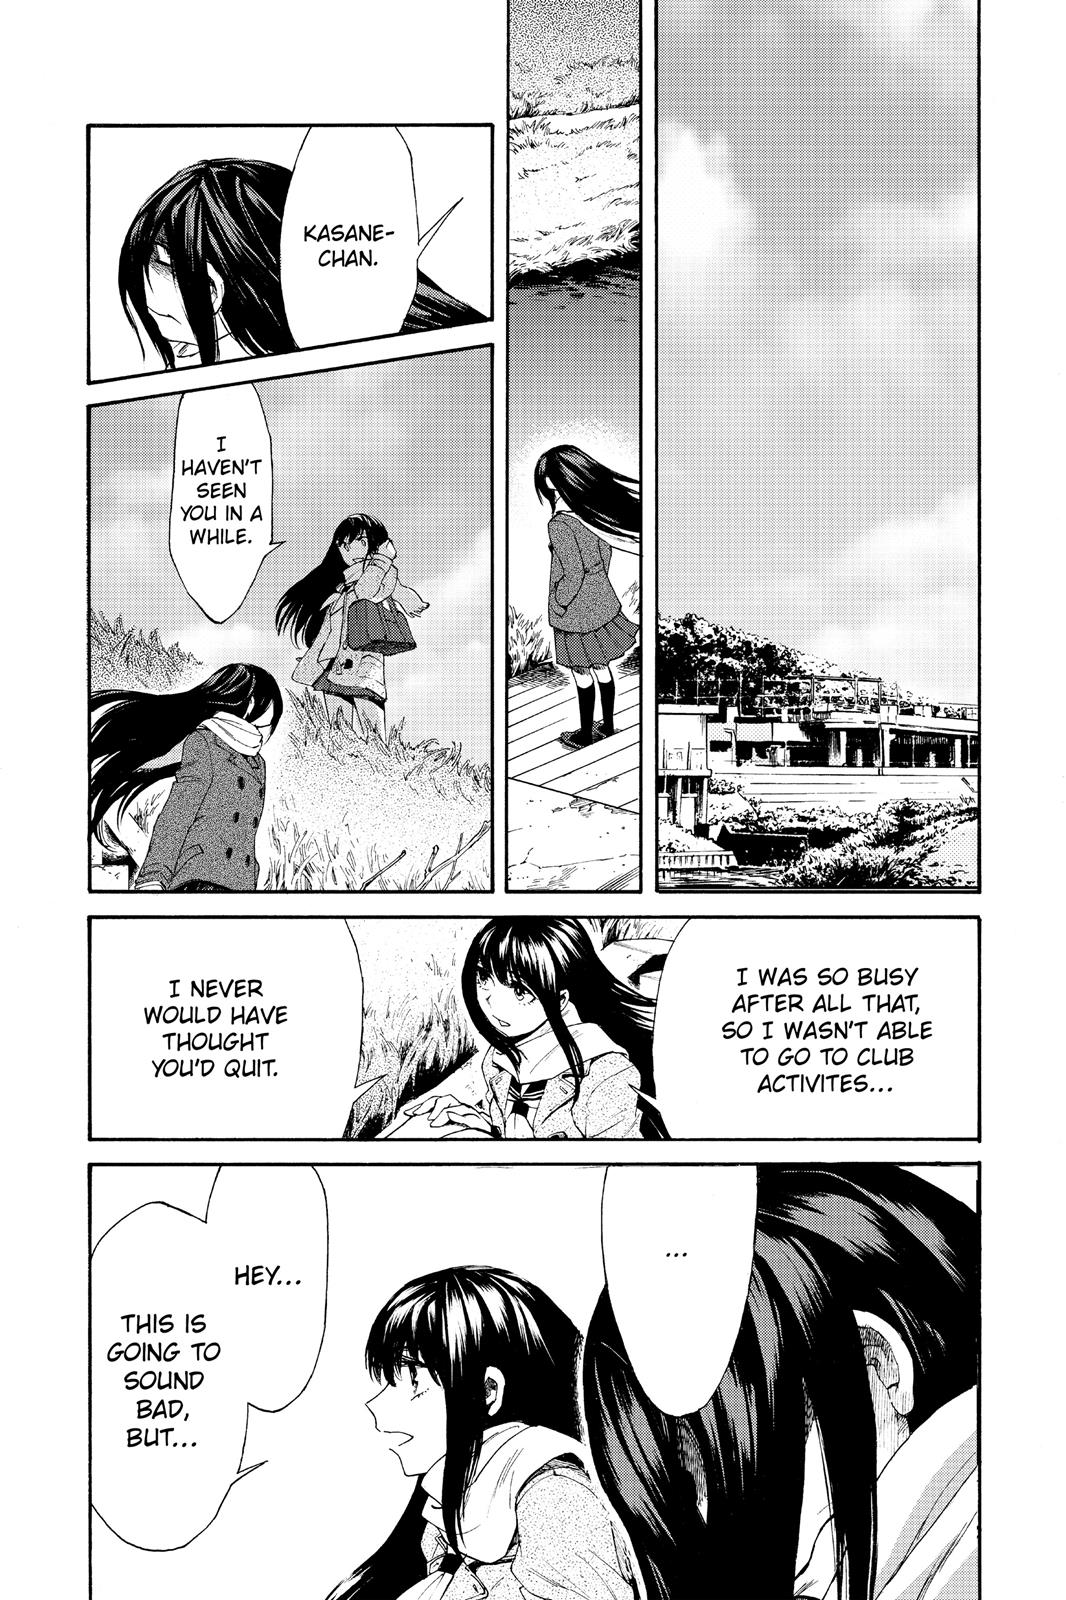 KASANE-
CHAN.
I
HAVEN'T
SEEN
YOU IN A
WHILE.
I WAS SO BUSY
AFTER ALL THAT,
SO I WASN'T ABLE
TO GO TO CLUB
ACTIVITES...
I NEVER
WOULD HAVE
THOUGHT
YOU'D QUIT.
...
HEY...
THIS IS
GOING TO
SOUND
BAD,
BUT...